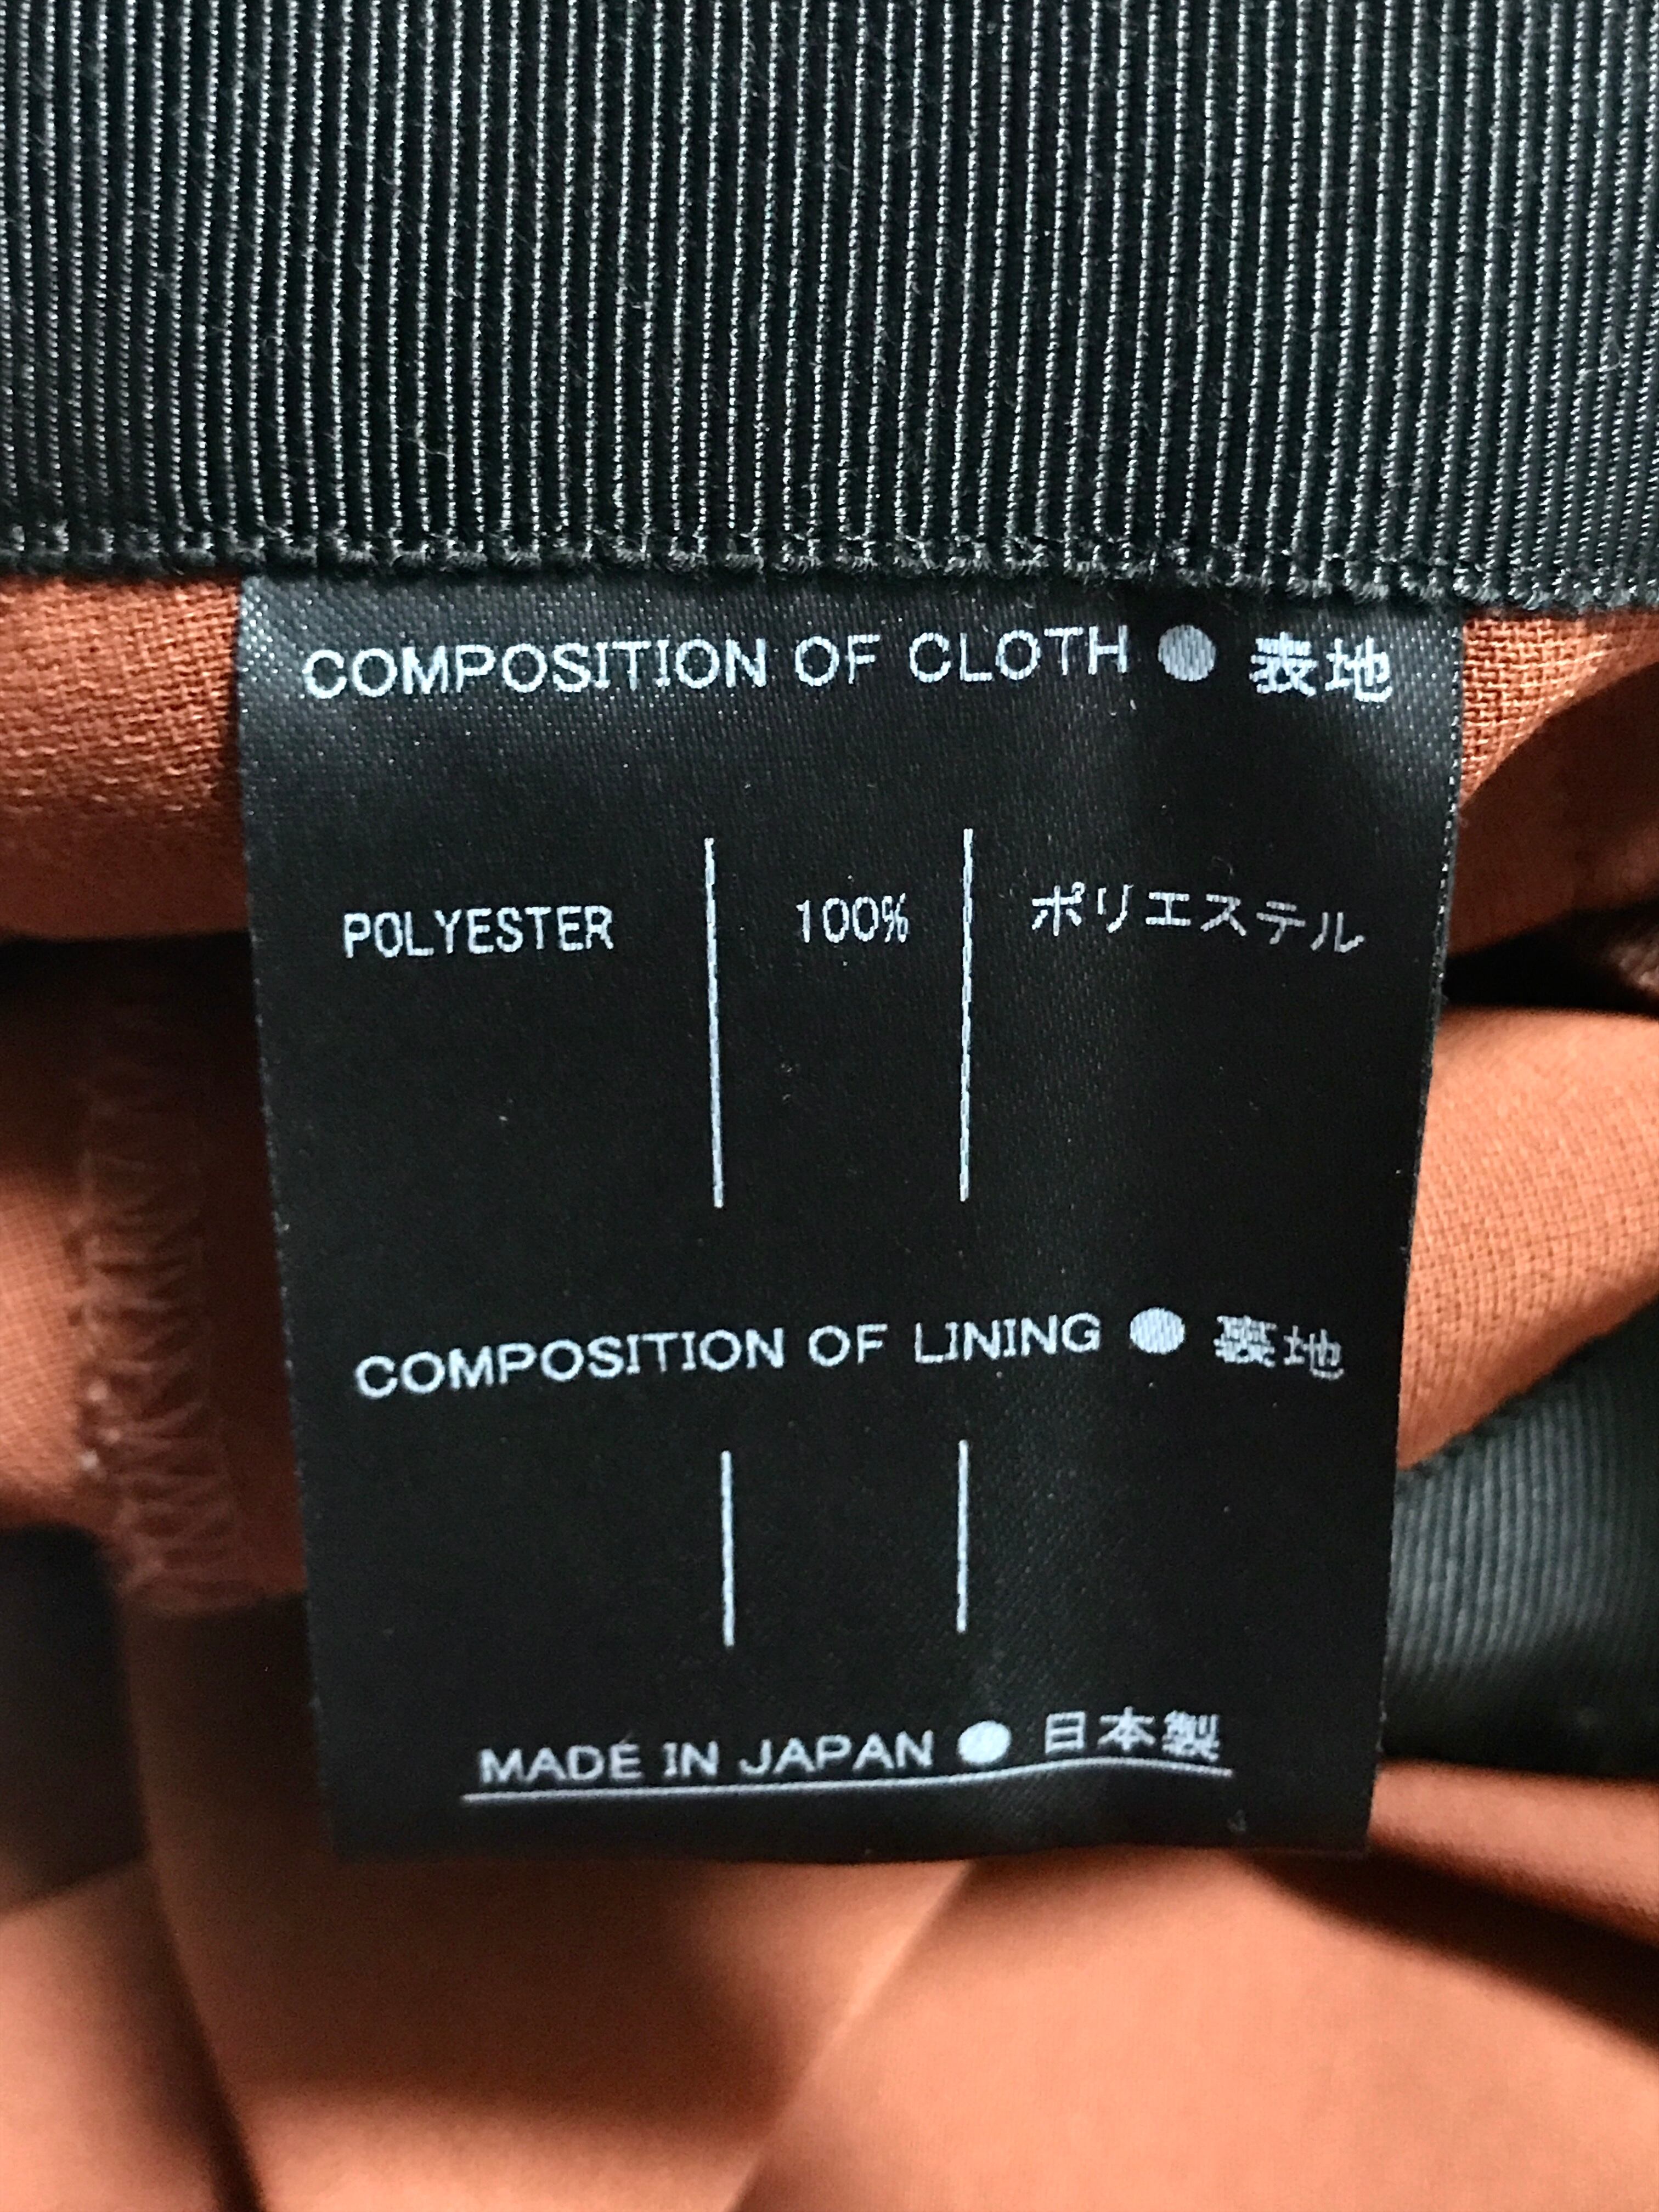 COMPOSITION OF CLOTH ● 表地
POLYESTER 100% ポリエステル
COMPOSITION OF LINING ● 裏地
MADE IN JAPAN ● 日本製